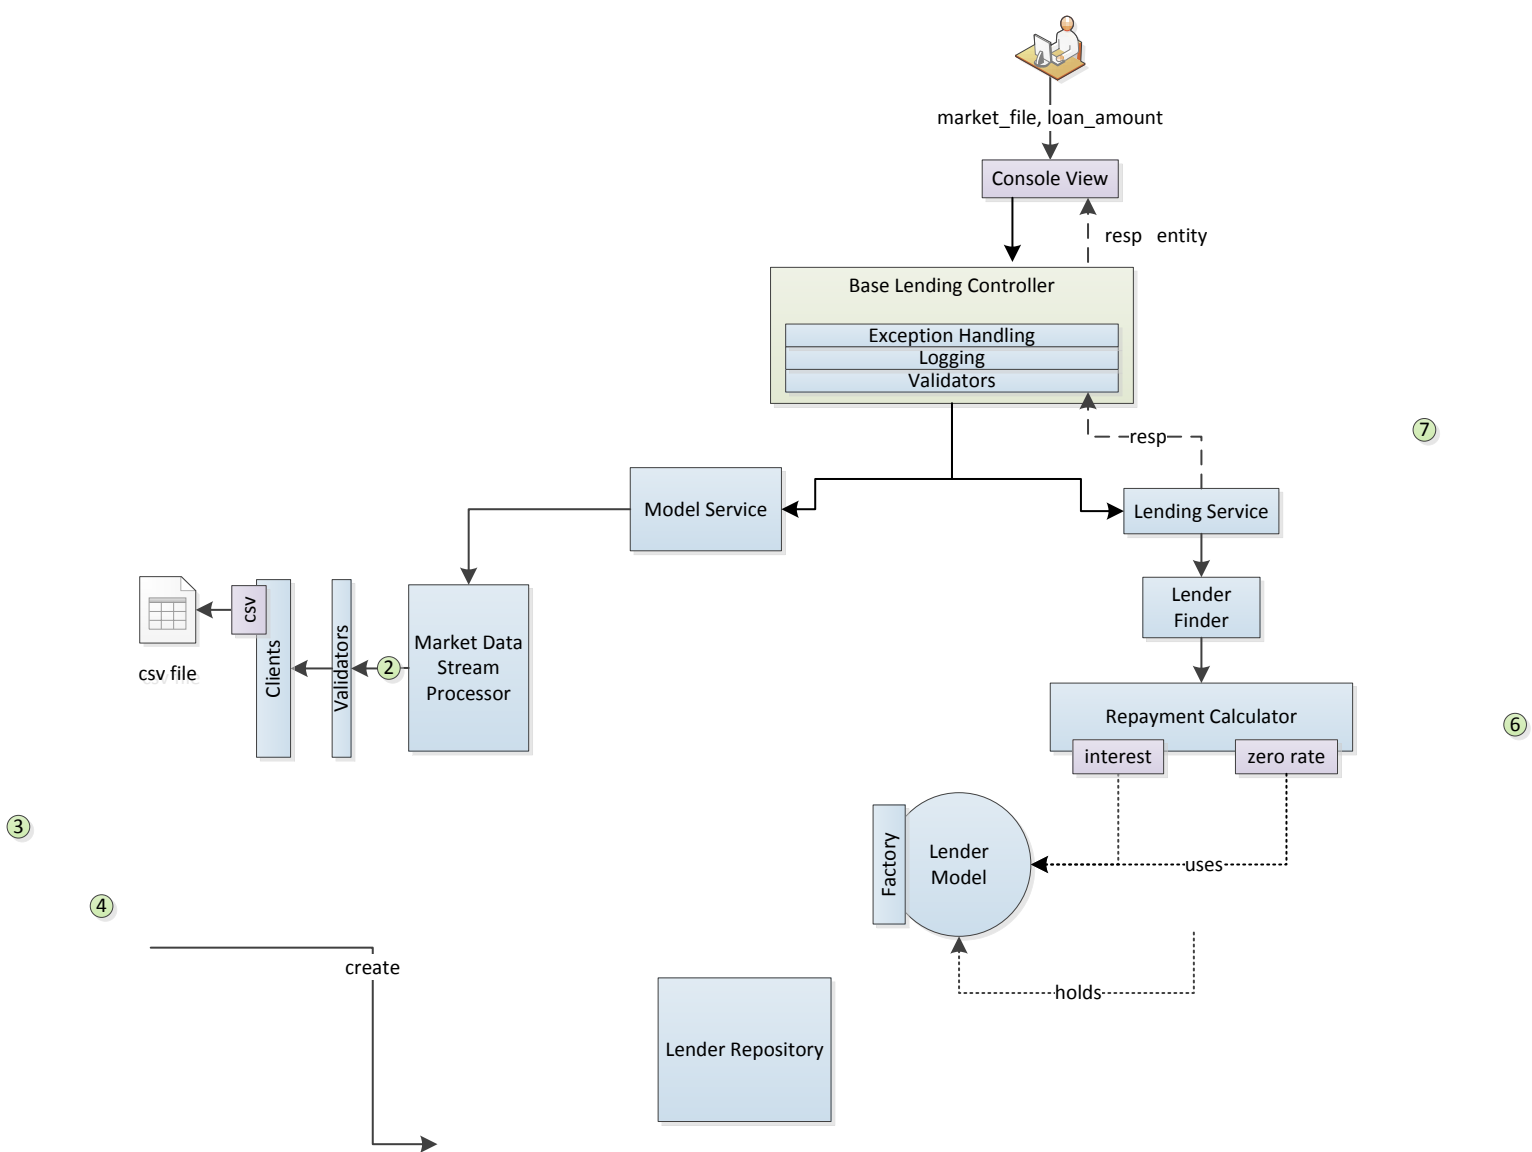 market_file, loan_amount
Console View
resp entity
Base Lending Controller
Exception Handling
Logging
Validators
7
resp
Model Service
Lending Service
csv
csv file
Clients
Validators
2
Market Data
Stream
Processor
Lender
Finder
Repayment Calculator
interest
zero rate
6
3
Factory
Lender
Model
uses
4
create
holds
Lender Repository